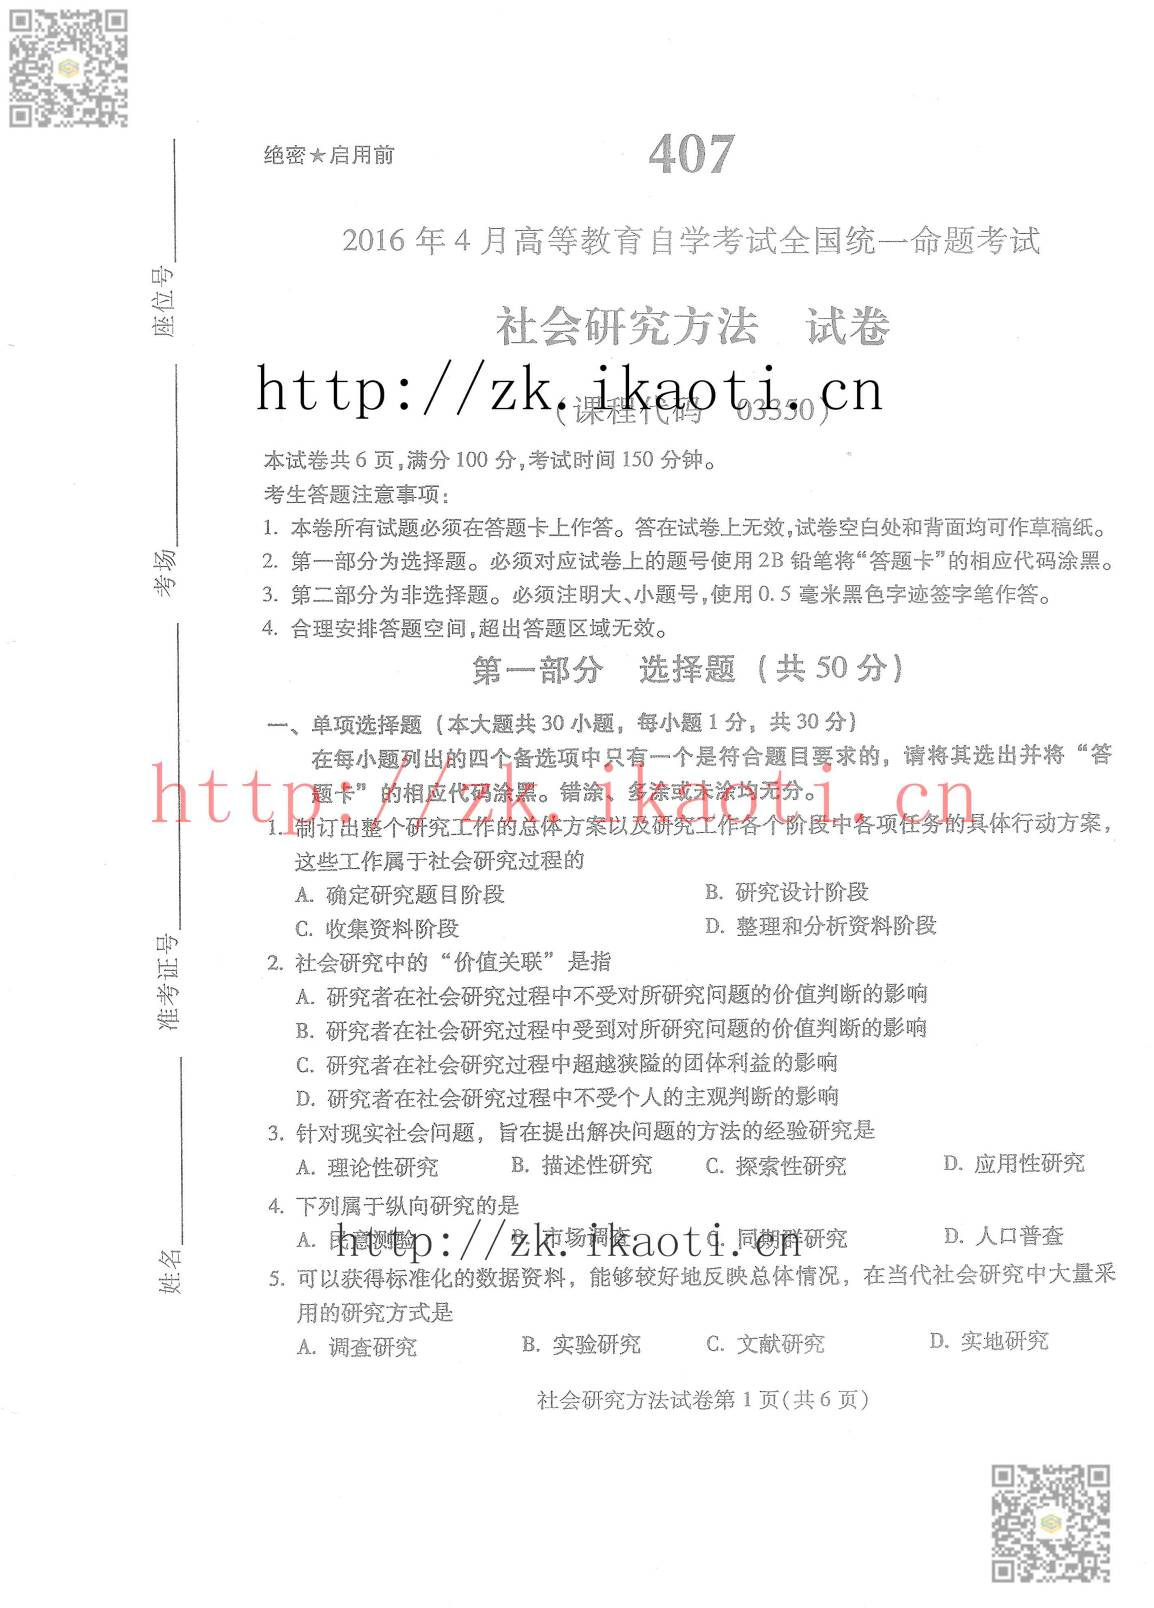 绝密★启用前
407
2016 年 4 月高等教育自学考试全国统一命题考试
社会研究方法 试卷
http://zk.ikaoti.cn
(课程代码 03350)
本试卷共 6 页,满分 100 分,考试时间 150 分钟。
考生答题注意事项:
1. 本卷所有试题必须在答题卡上作答。答在试卷上无效,试卷空白处和背面均可作草稿纸。
2. 第一部分为选择题。必须对应试卷上的题号使用 2B 铅笔将“答题卡”的相应代码涂黑。
3. 第二部分为非选择题。必须注明大、小题号,使用 0.5 毫米黑色字迹签字笔作答。
4. 合理安排答题空间,超出答题区域无效。
第一部分 选择题 (共 50 分)
一、单项选择题 (本大题共 30 小题, 每小题 1 分, 共 30 分)
在每小题列出的四个备选项中只有一个是符合题目要求的, 请将其选出并将 “答
题卡” 的相应代码涂黑。错涂、多涂或未涂均无分。
http://zk.ikaoti.cn
1. 制订出整个研究工作的总体方案以及研究工作各个阶段中各项任务的具体行动方案,
这些工作属于社会研究过程的
A. 确定研究题目阶段 B. 研究设计阶段
C. 收集资料阶段 D. 整理和分析资料阶段
2. 社会研究中的 “价值关联” 是指
A. 研究者在社会研究过程中不受对所研究问题的价值判断的影响
B. 研究者在社会研究过程中受到对所研究问题的价值判断的影响
C. 研究者在社会研究过程中超越狭隘的团体利益的影响
D. 研究者在社会研究过程中不受个人的主观判断的影响
3. 针对现实社会问题, 旨在提出解决问题的方法的经验研究是
A. 理论性研究 B. 描述性研究 C. 探索性研究 D. 应用性研究
4. 下列属于纵向研究的是
A. 民意测验 B. 市场调查 C. 同期群研究 D. 人口普查
http://zk.ikaoti.cn
5. 可以获得标准化的数据资料, 能够较好地反映总体情况, 在当代社会研究中大量采
用的研究方式是
A. 调查研究 B. 实验研究 C. 文献研究 D. 实地研究
社会研究方法试卷第 1 页(共 6 页)
座位号
考场
准考证号
姓名